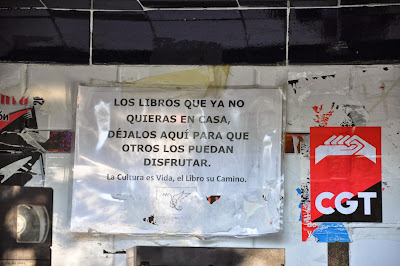 LOS LIBROS QUE YA NO
QUIERAS EN CASA,
DÉJALOS AQUÍ PARA QUE
OTROS LOS PUEDAN
DISFRUTAR.
La Cultura es Vida, el Libro su Camino.
CGT